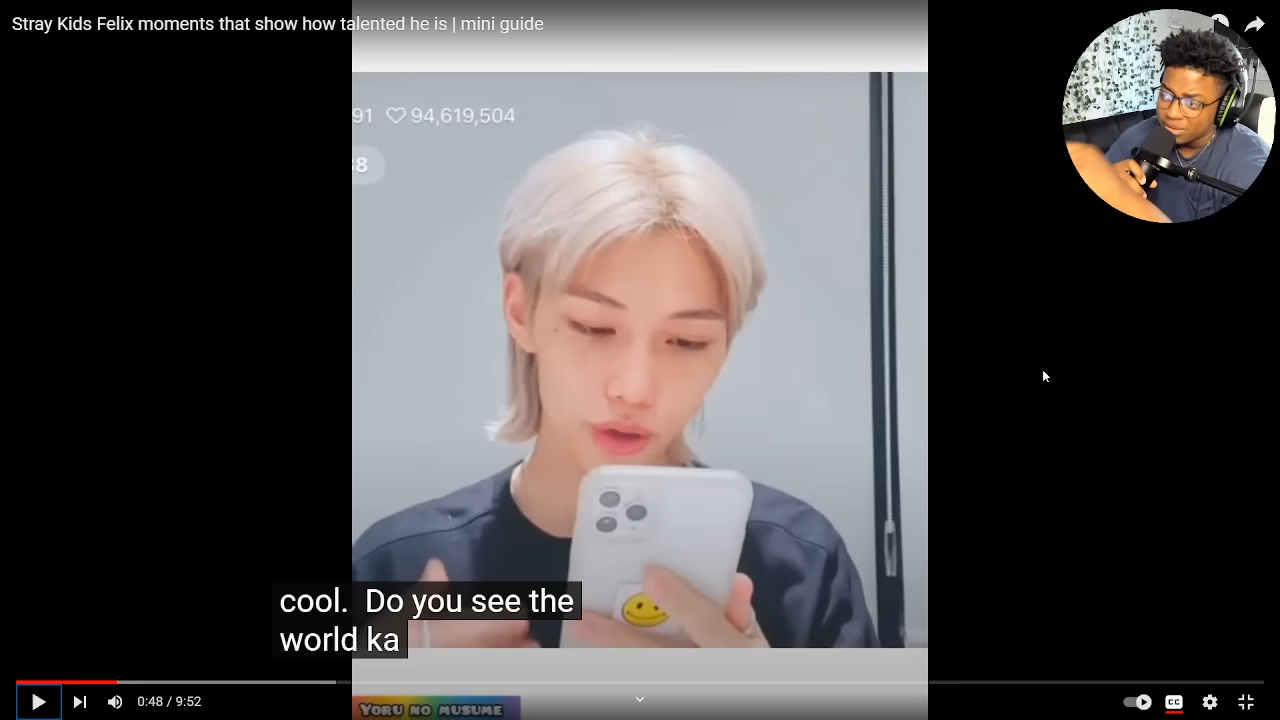 Stray Kids Felix moments that show how talented he is | mini guide
91 ♡ 94,619,504
8
cool.  Do you see the
world ka
YORU NO MUSUME
0:48 / 9:52
CC